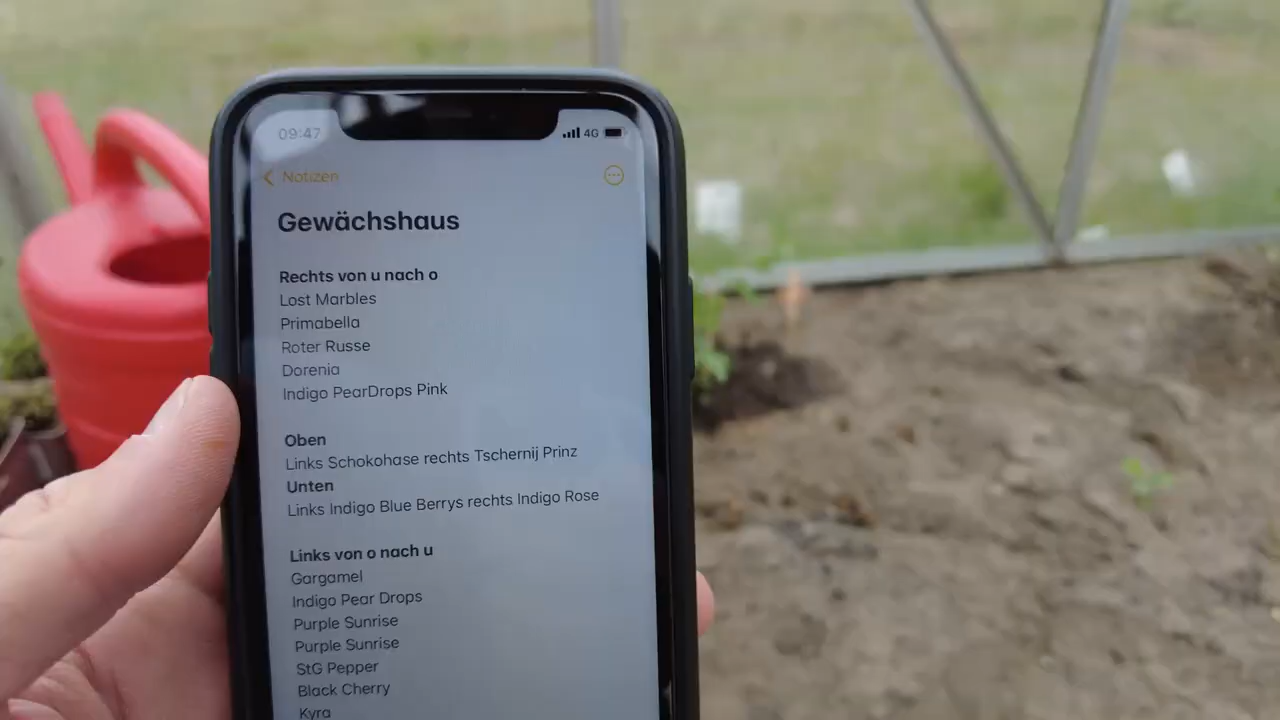 09:47
4G
Notizen
Gewächshaus
Rechts von u nach o
Lost Marbles
Primabella
Roter Russe
Dorenia
Indigo PearDrops Pink
Oben
Links Schokohase rechts Tschernij Prinz
Unten
Links Indigo Blue Berrys rechts Indigo Rose
Links von o nach u
Gargamel
Indigo Pear Drops
Purple Sunrise
Purple Sunrise
StG Pepper
Black Cherry
Kyra